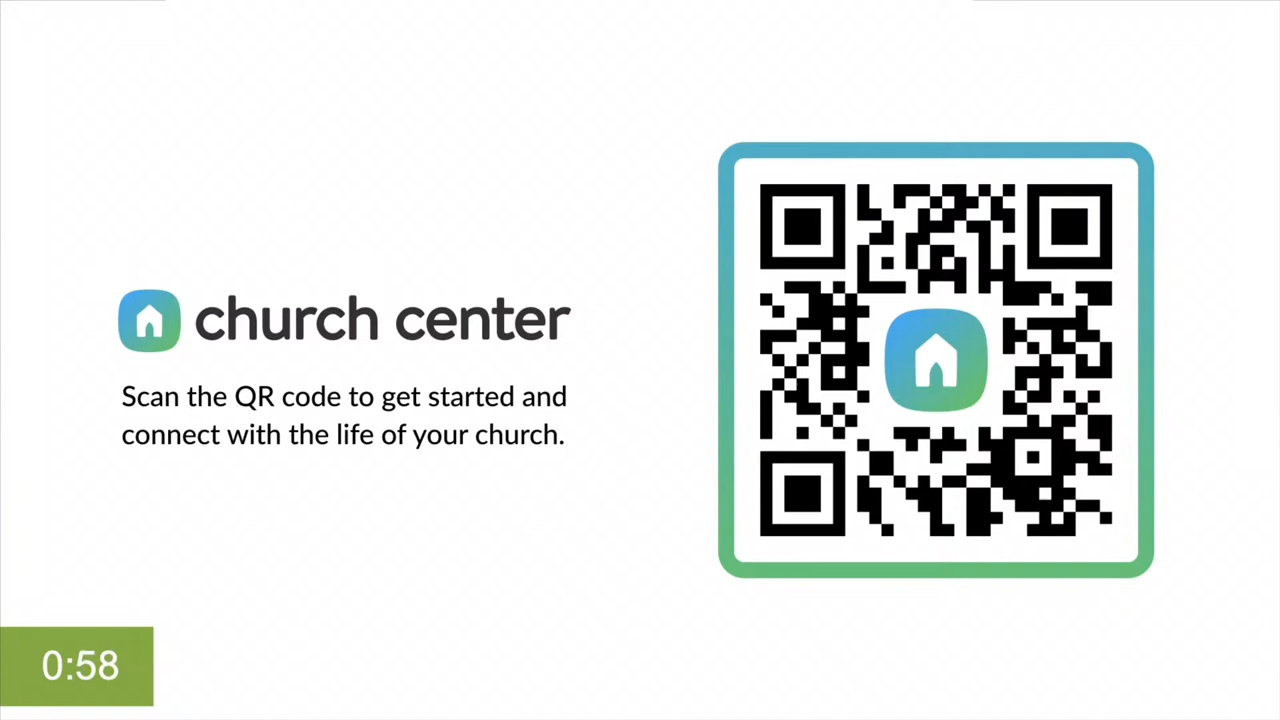 church center
Scan the QR code to get started and
connect with the life of your church.
0:58